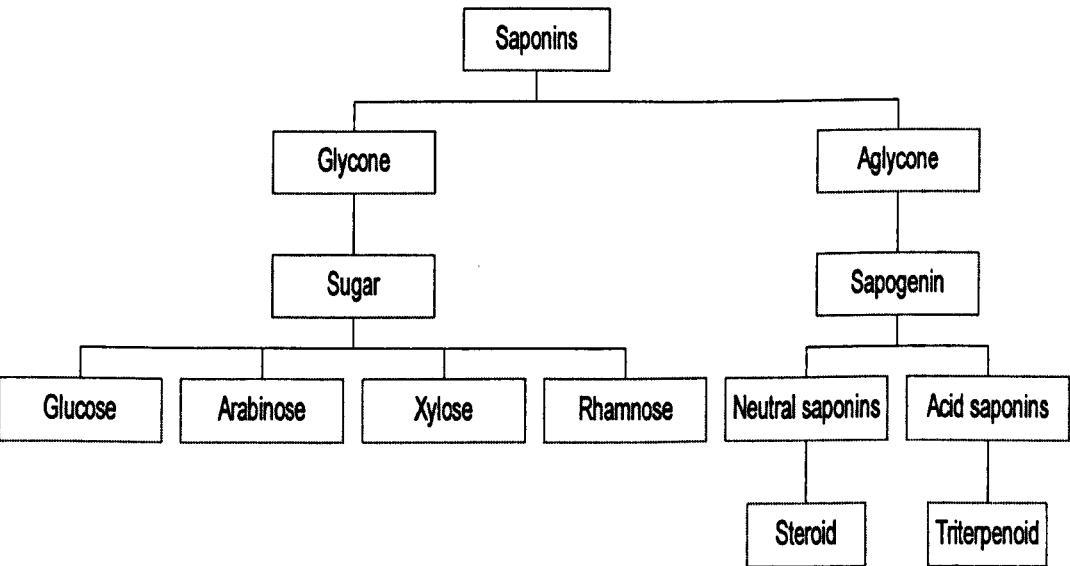 Saponins
Glycone
Aglycone
Sugar
Sapogenin
Glucose
Arabinose
Xylose
Rhamnose
Neutral saponins
Acid saponins
Steroid
Triterpenoid